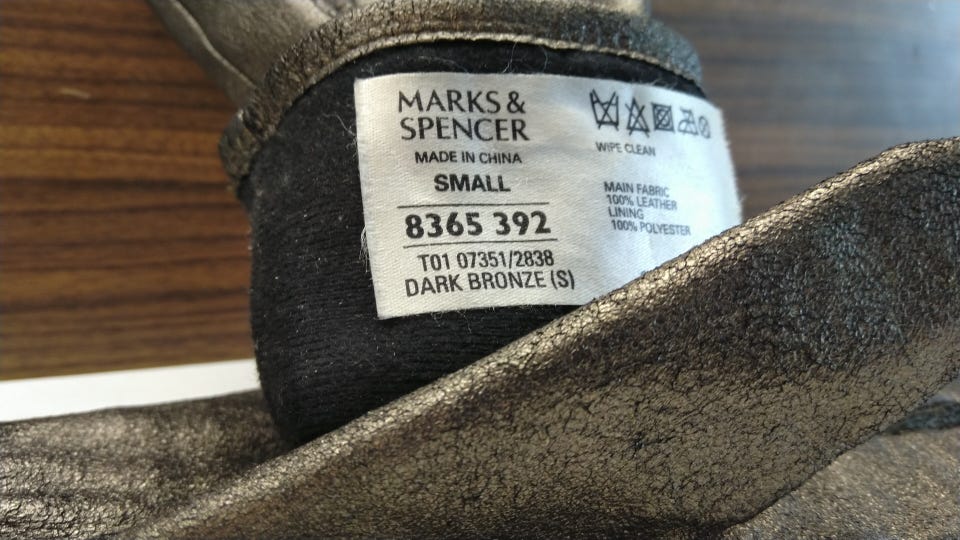 MARKS &
SPENCER
MADE IN CHINA
SMALL
8365 392
T01 07351/2838
DARK BRONZE (S)
WIPE CLEAN
MAIN FABRIC
100% LEATHER
LINING
100% POLYESTER